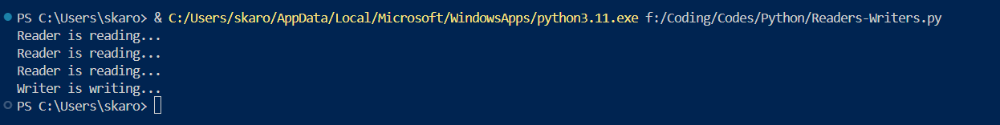 PS C:\Users\skaro> & C:/Users/skaro/AppData/Local/Microsoft/WindowsApps/python3.11.exe f:/Coding/Codes/Python/Readers-Writers.py
Reader is reading...
Reader is reading...
Reader is reading...
Writer is writing...
PS C:\Users\skaro>